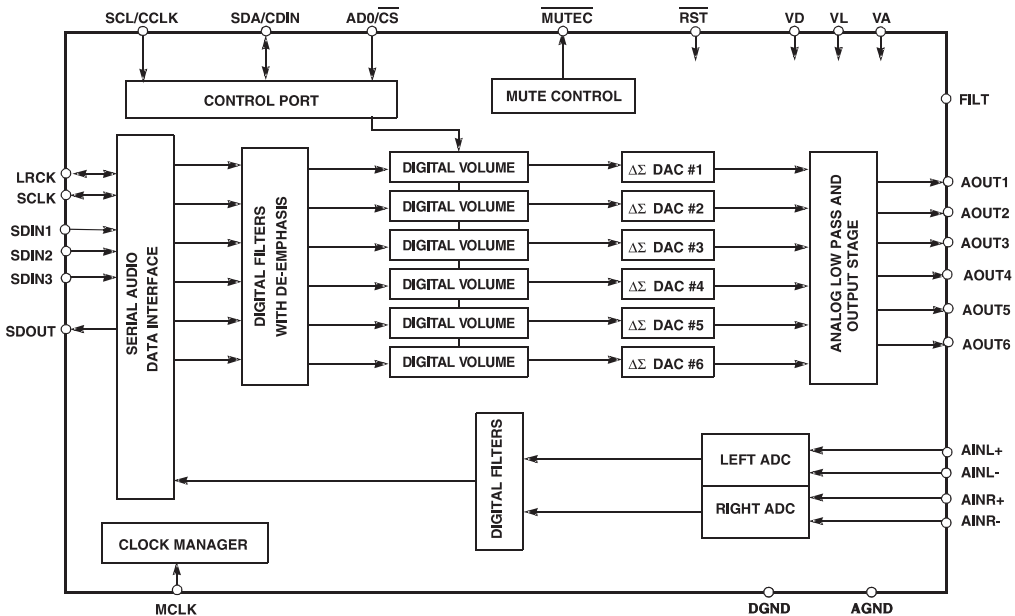 SCL/CCLK
SDA/CDIN
AD0/CS
MUTEC
RST
VD
VL
VA
CONTROL PORT
MUTE CONTROL
FILT
LRCK
SCLK
SDIN1
SDIN2
SDIN3
SDOUT
SERIAL AUDIO
DATA INTERFACE
DIGITAL FILTERS
WITH DE-EMPHASIS
DIGITAL VOLUME
DIGITAL VOLUME
DIGITAL VOLUME
DIGITAL VOLUME
DIGITAL VOLUME
DIGITAL VOLUME
ΔΣ DAC #1
ΔΣ DAC #2
ΔΣ DAC #3
ΔΣ DAC #4
ΔΣ DAC #5
ΔΣ DAC #6
ANALOG LOW PASS AND
OUTPUT STAGE
AOUT1
AOUT2
AOUT3
AOUT4
AOUT5
AOUT6
DIGITAL FILTERS
LEFT ADC
RIGHT ADC
AINL+
AINL-
AINR+
AINR-
CLOCK MANAGER
MCLK
DGND
AGND